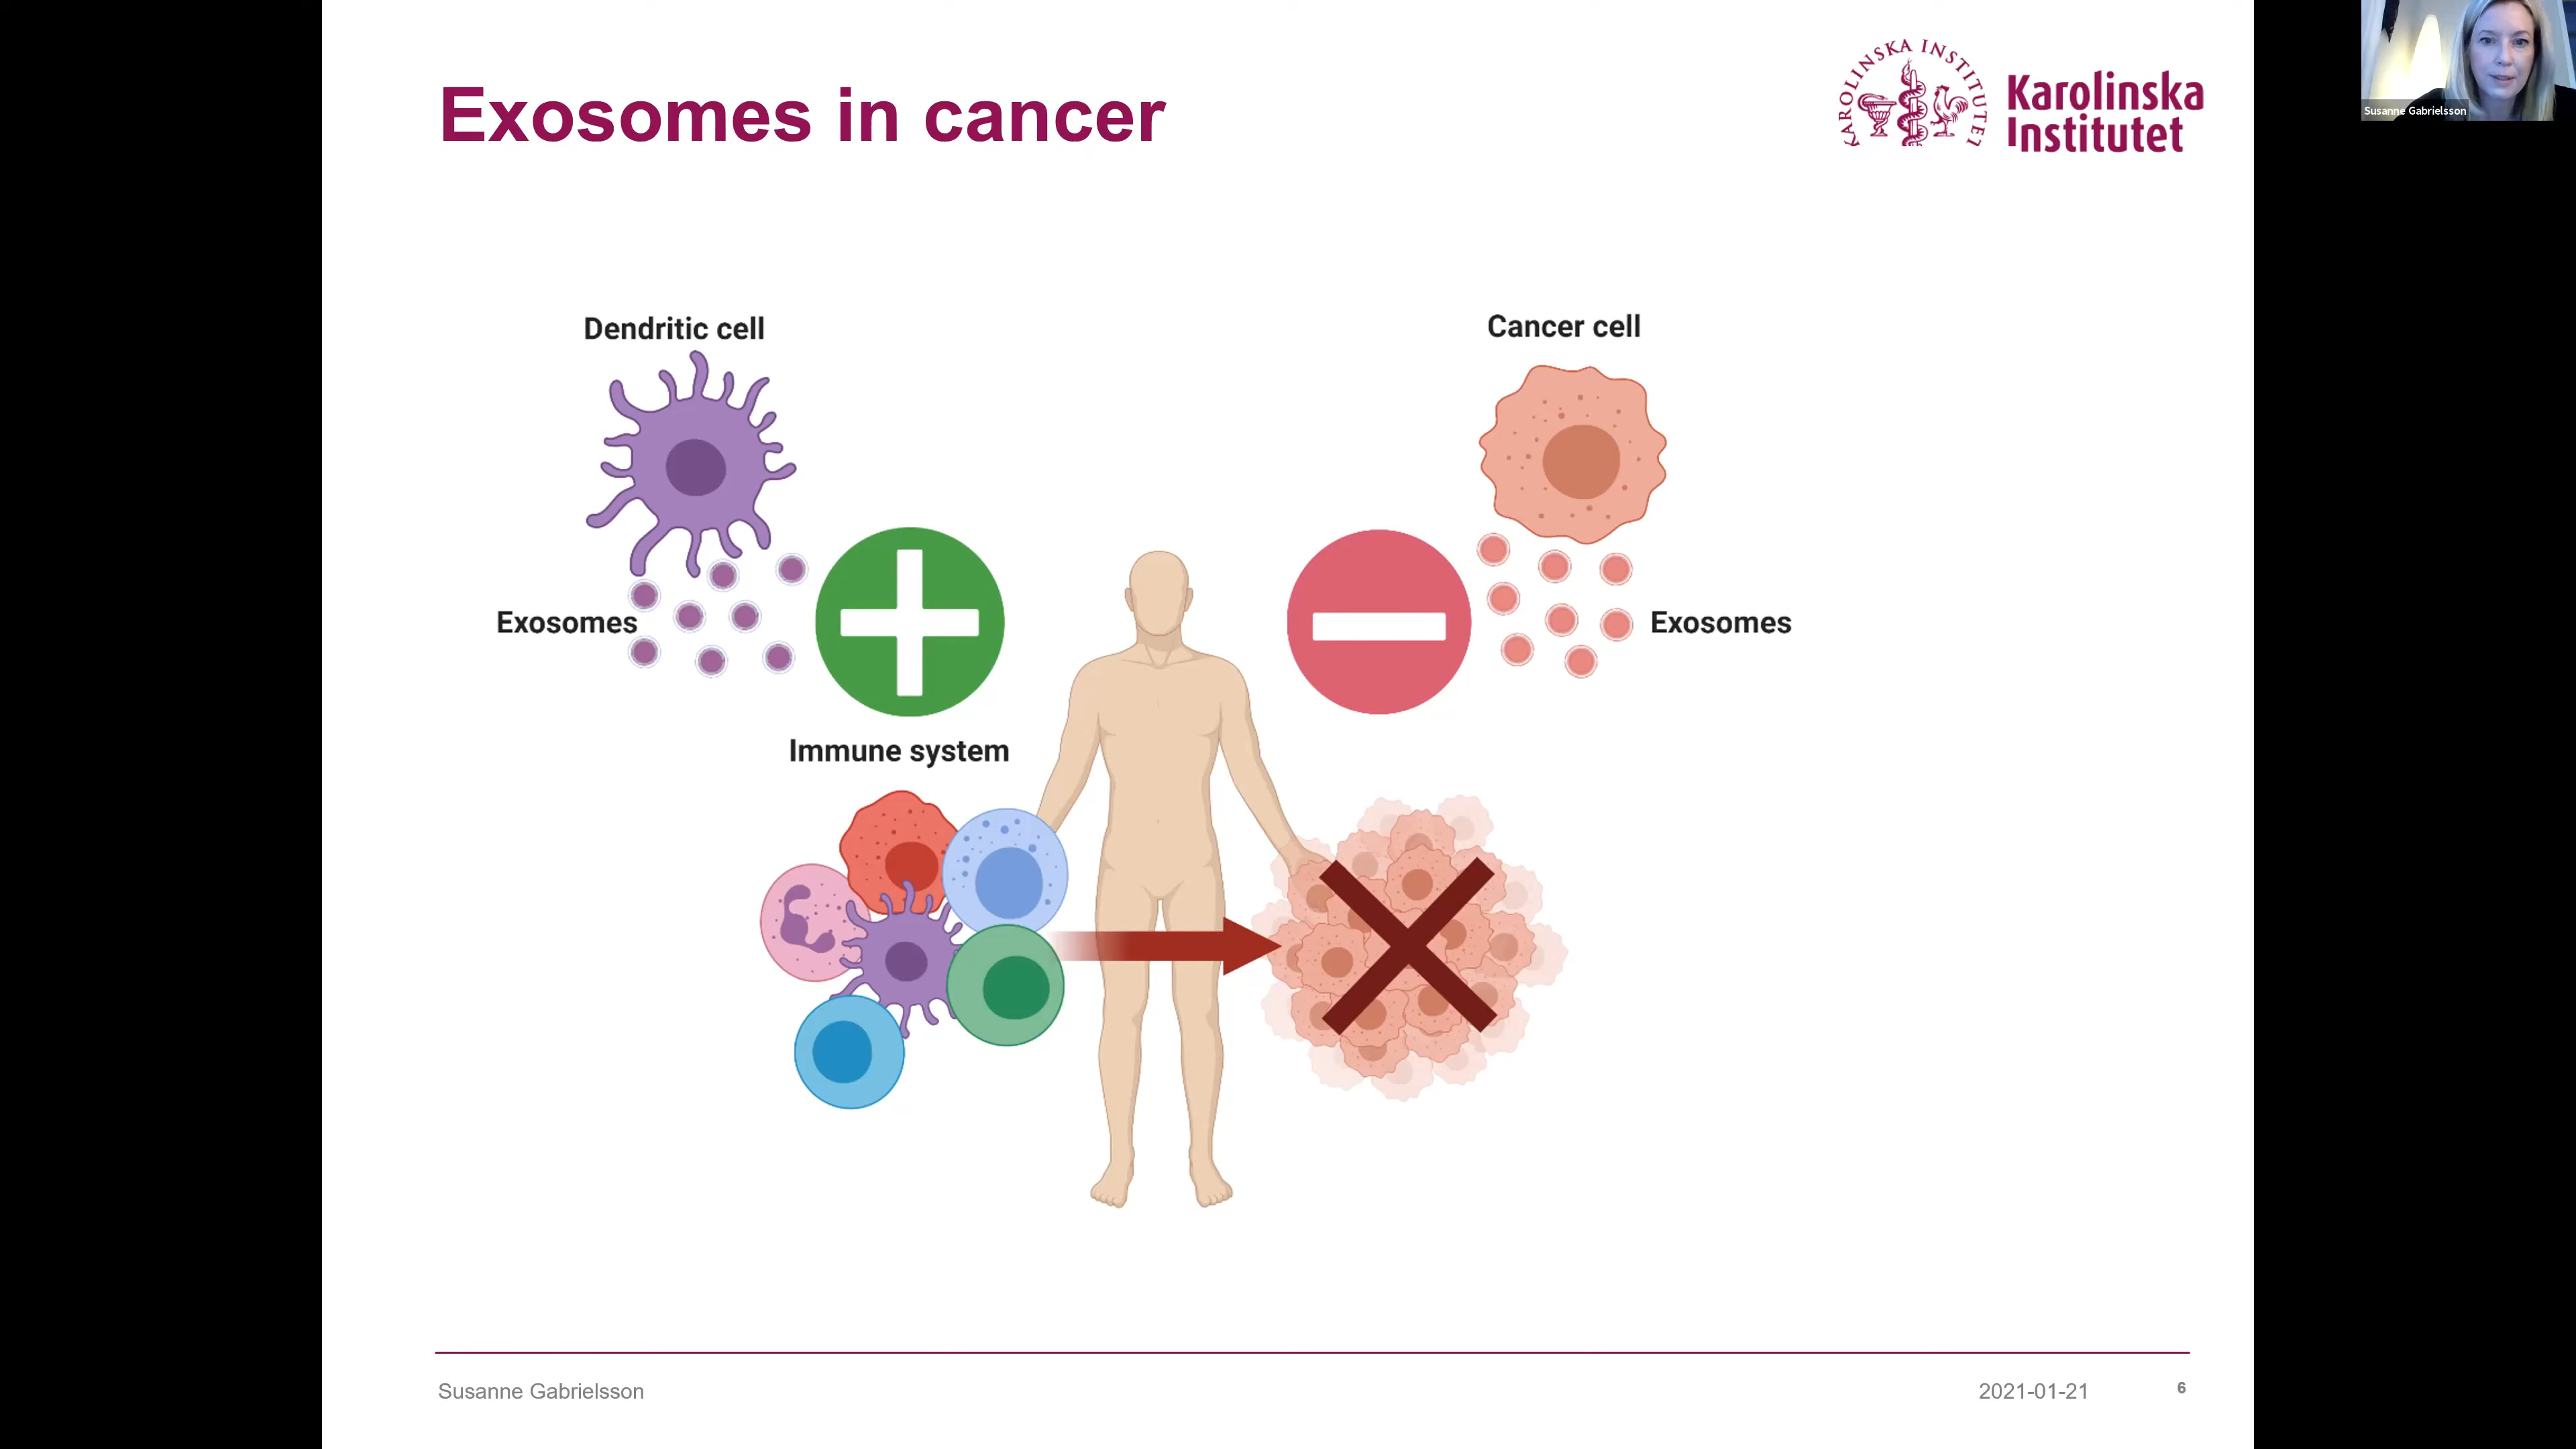 Exosomes in cancer
KAROLINSKA INSTITUTET
Karolinska
Institutet
Susanne Gabrielsson
Dendritic cell
Cancer cell
Exosomes
Exosomes
Immune system
Susanne Gabrielsson
2021-01-21
6